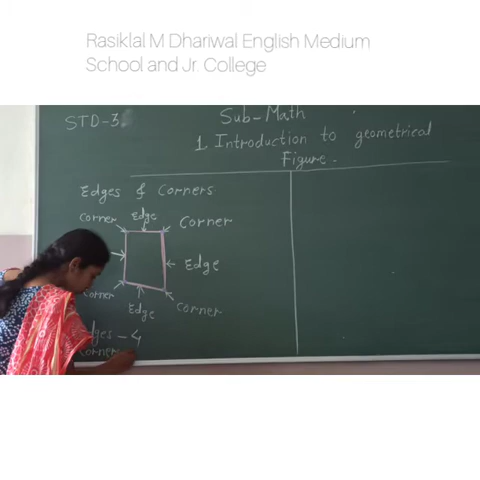 Rasiklal M Dhariwal English Medium
School and Jr. College
STD-3
Sub-Math
1. Introduction to geometrical
Figure.
Edges & Corners
Corner Edge Corner
Edge
Corner
Edge Corner
Edges - 4
Corners